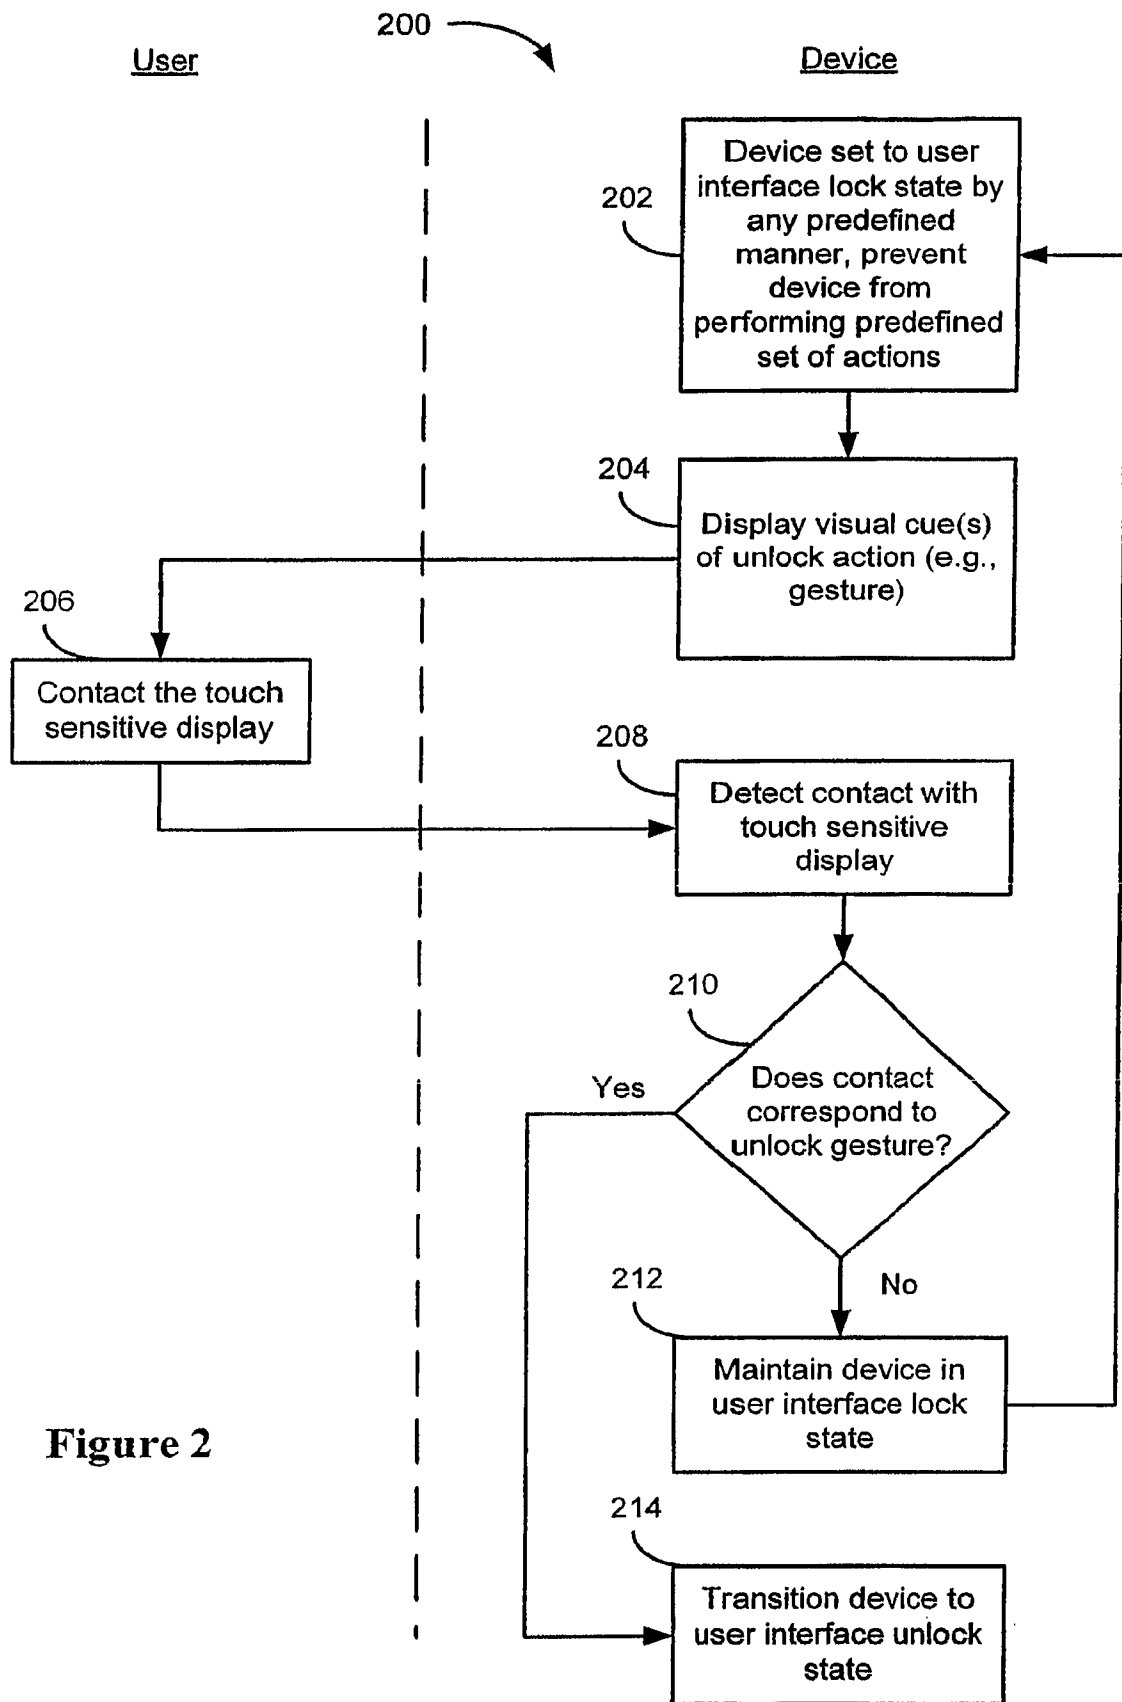 200
User
Device
202
Device set to user
interface lock state by
any predefined
manner, prevent
device from
performing predefined
set of actions
204
Display visual cue(s)
of unlock action (e.g.,
gesture)
206
Contact the touch
sensitive display
208
Detect contact with
touch sensitive
display
210
Does contact
correspond to
unlock gesture?
Yes
No
212
Maintain device in
user interface lock
state
Figure 2
214
Transition device to
user interface unlock
state